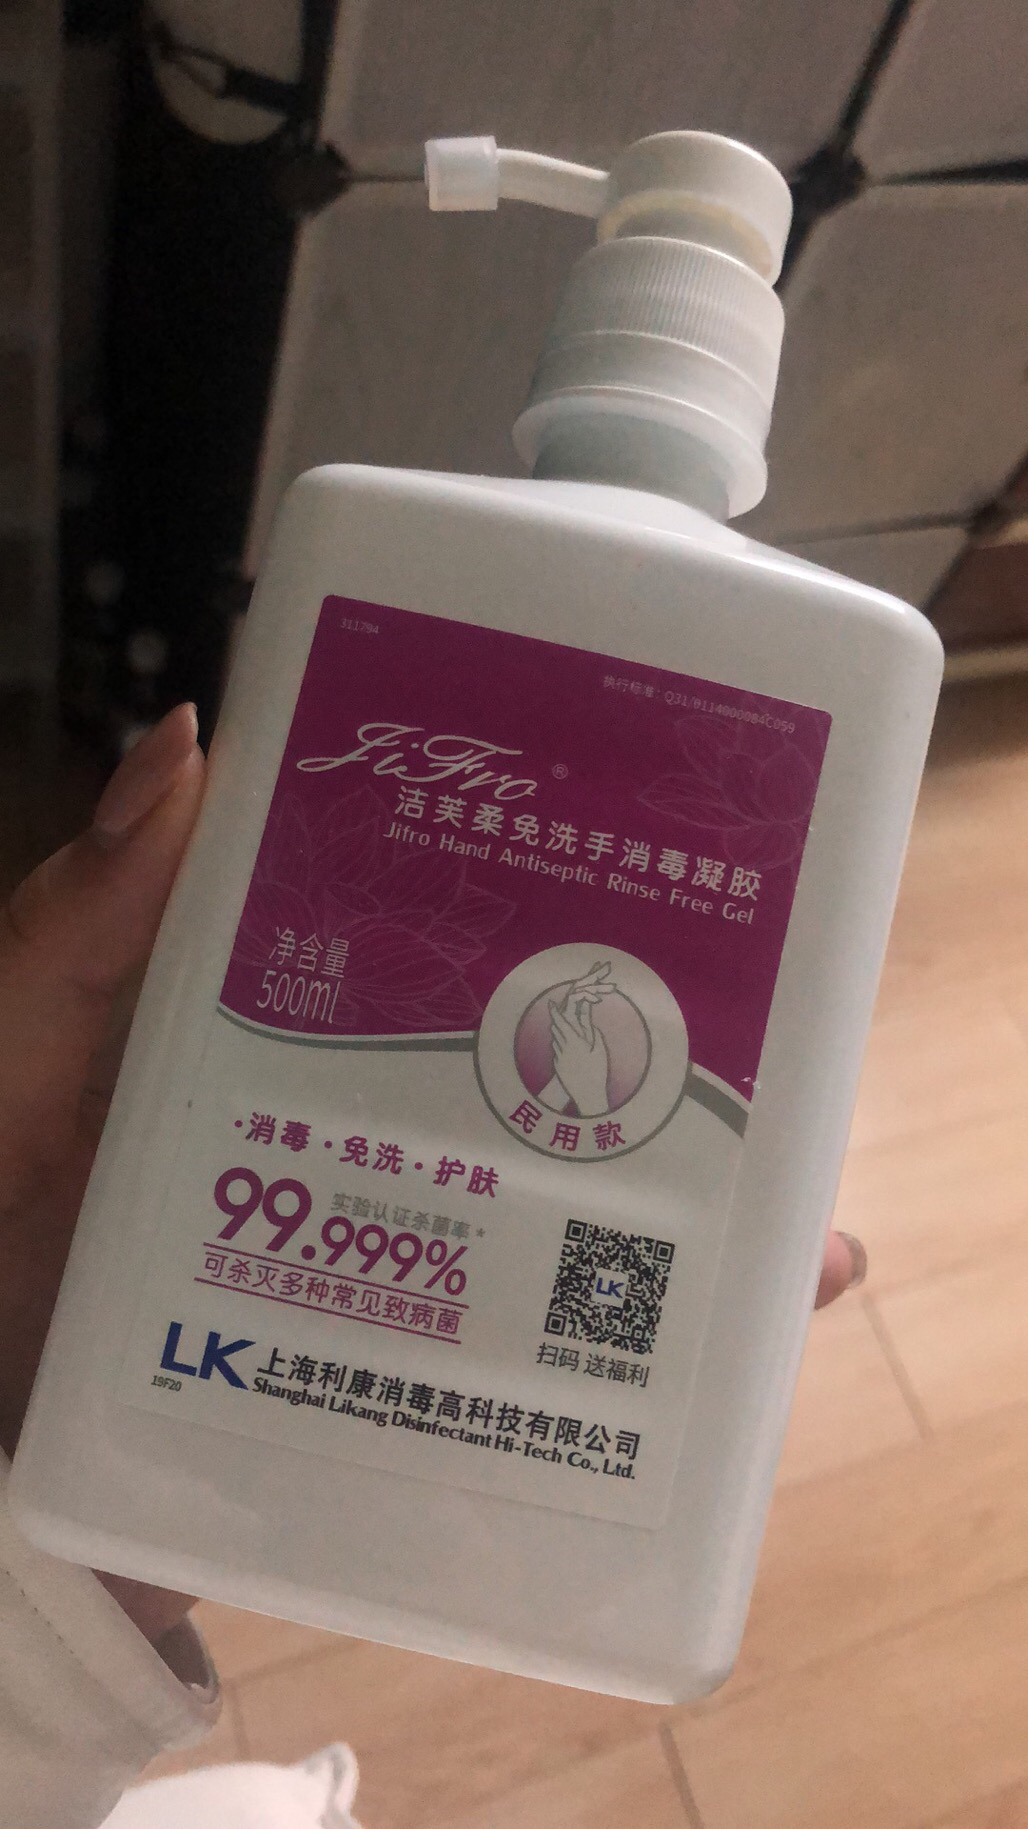 311794
执行标准：Q31/0114000084C059
JiFro®
洁芙柔免洗手消毒凝胶
Jifro Hand Antiseptic Rinse Free Gel
净含量
500ml
民用款
·消毒·免洗·护肤
实验认证杀菌率*
99.999%
可杀灭多种常见致病菌
LK
扫码 送福利
LK
19F20
上海利康消毒高科技有限公司
Shanghai Likang Disinfectant Hi-Tech Co., Ltd.